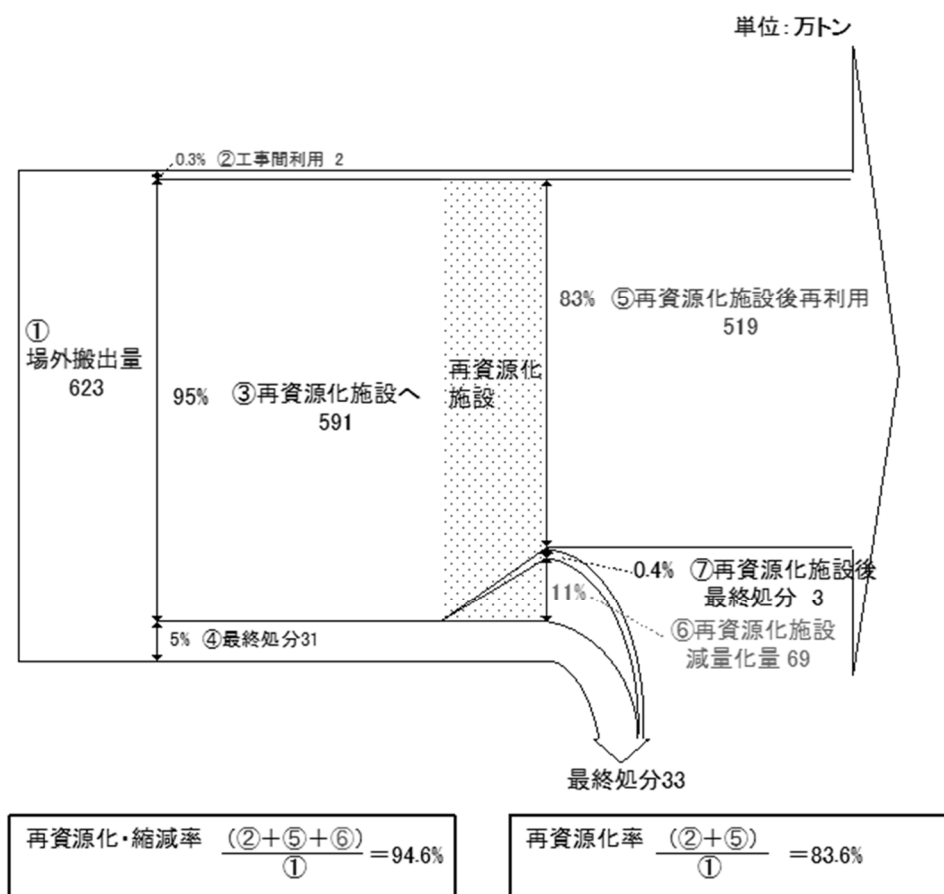 単位:万トン
0.3% ②工事間利用 2
①
場外搬出量
623
95% ③再資源化施設へ
591
再資源化
施設
83% ⑤再資源化施設後再利用
519
0.4% ⑦再資源化施設後
最終処分 3
11%
⑥再資源化施設
減量化量 69
5% ④最終処分31
最終処分33
再資源化・縮減率 (②+⑤+⑥)
① =94.6%
再資源化率 (②+⑤)
① =83.6%